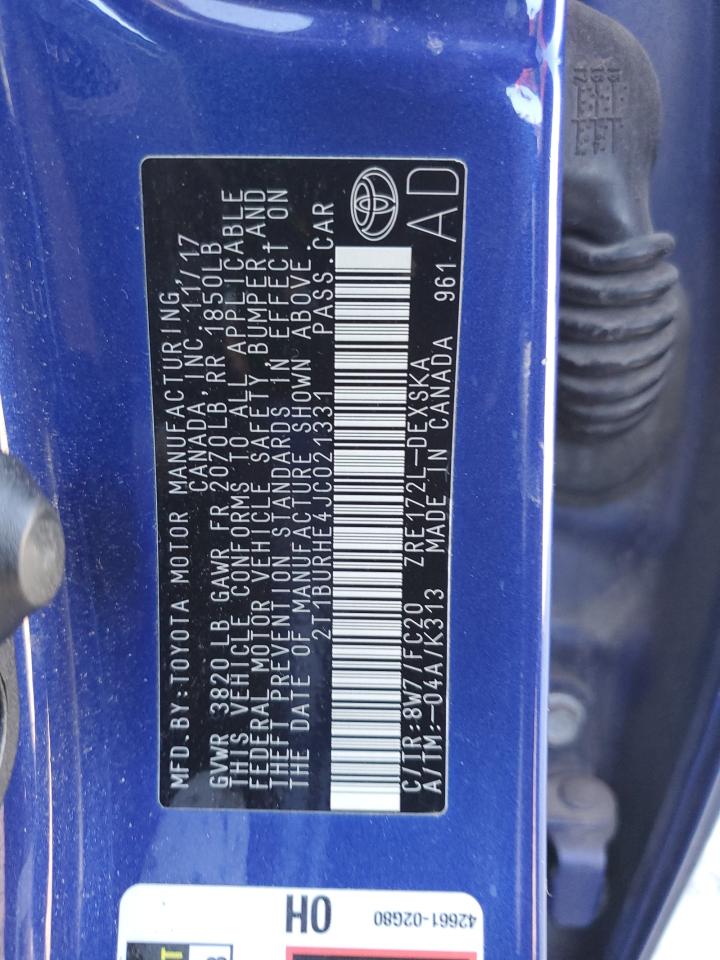 MFD.BY:TOYOTA MOTOR MANUFACTURING,
CANADA, INC. 11/17
GVWR 3820 LB GAWR FR 2070LB RR 1850LB
THIS VEHICLE CONFORMS TO ALL APPLICABLE
FEDERAL MOTOR VEHICLE SAFETY BUMPER, AND
THEFT PREVENTION STANDARDS IN EFFECT ON
THE DATE OF MANUFACTURE SHOWN ABOVE.
2T1BURHE4JC021331 PASS.CAR
C/TR:8W7/FC20 ZRE172L-DEXSKA
A/TM:-04A/K313 MADE IN CANADA 961
AD
OH
42661-02G80